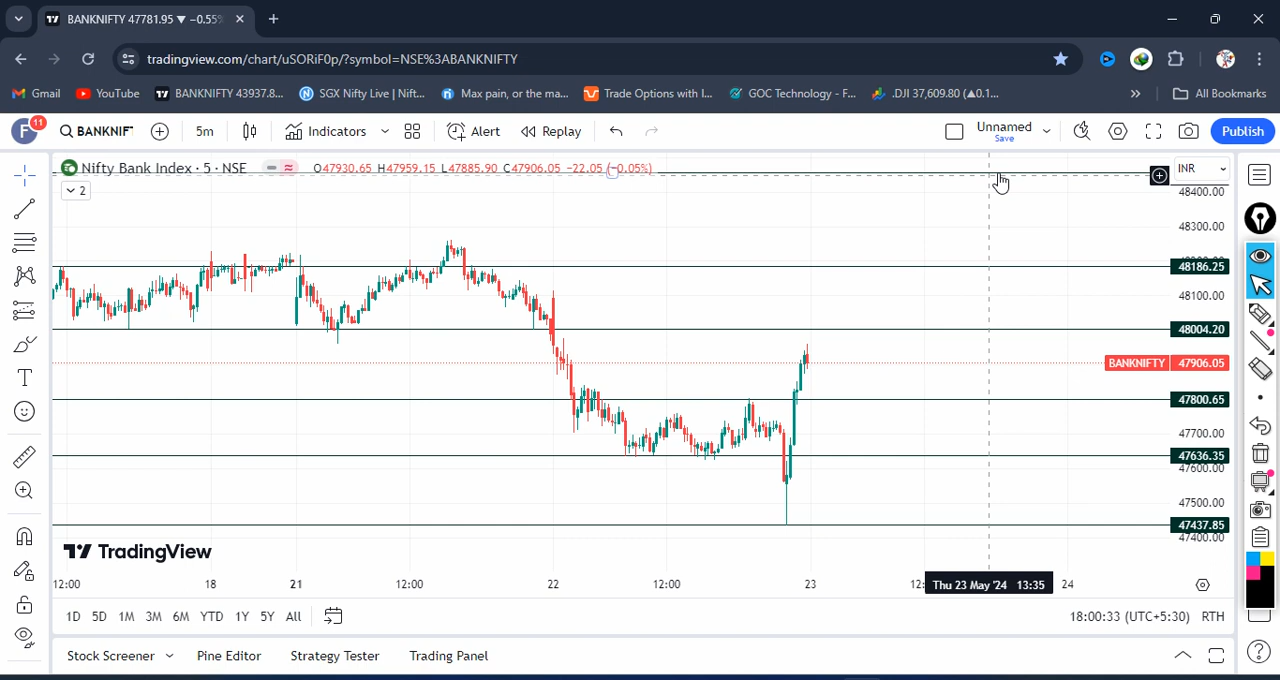 BANKNIFTY 47781.95 ▼ −0.55%
tradingview.com/chart/uSORiF0p/?symbol=NSE%3ABANKNIFTY
Gmail YouTube BANKNIFTY 43937.8... SGX Nifty Live | Nift... Max pain, or the ma... Trade Options with I... GOC Technology - F... .DJI 37,609.80 (▲0.1... » All Bookmarks
F 11 BANKNIFT 5m Indicators Alert Replay Unnamed Save Publish
Nifty Bank Index · 5 · NSE O47930.65 H47959.15 L47885.90 C47906.05 −22.05 (−0.05%) INR
2
48400.00
48300.00
48186.25
48100.00
48004.20
BANKNIFTY 47906.05
47800.65
47700.00
47636.35
47600.00
47500.00
47437.85
47400.00
TradingView
12:00 18 21 12:00 22 12:00 23 Thu 23 May '24 13:35 24
1D 5D 1M 3M 6M YTD 1Y 5Y All 18:00:33 (UTC+5:30) RTH
Stock Screener Pine Editor Strategy Tester Trading Panel